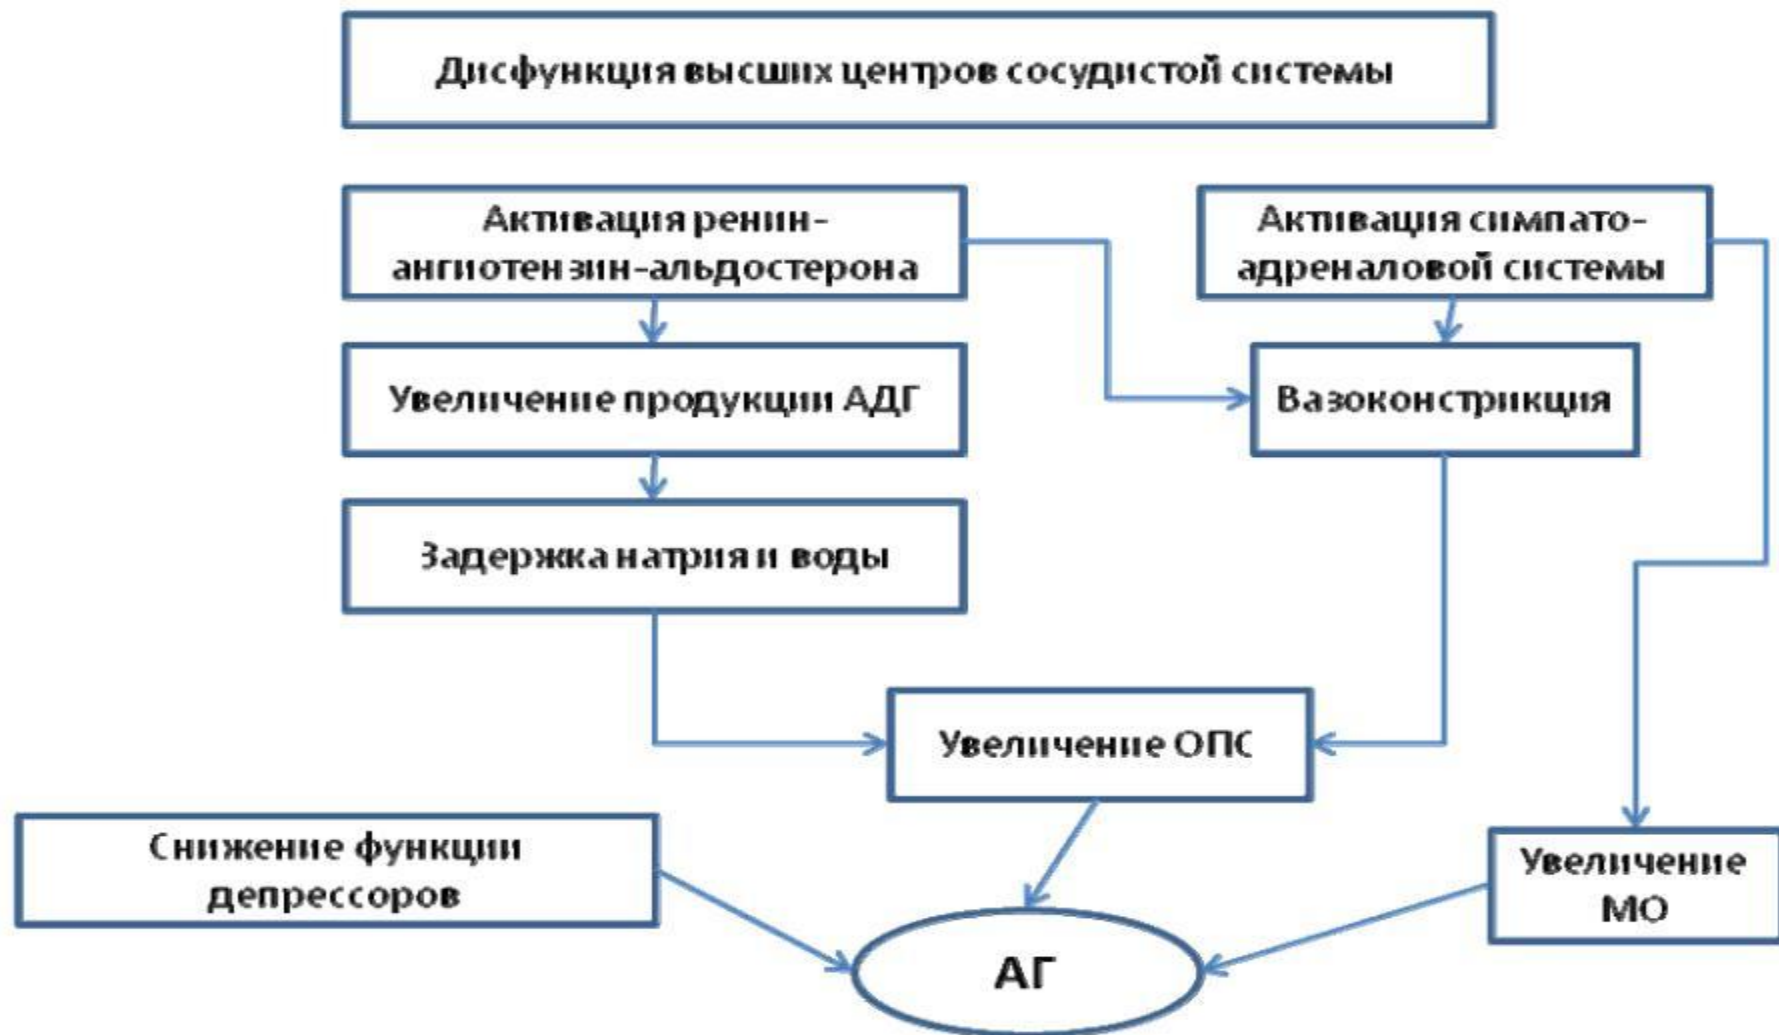 Дисфункция высших центров сосудистой системы
Активация ренин-
ангиотензин-альдостерона
Активация симпато-
адреналовой системы
Увеличение продукции АДГ
Вазоконстрикция
Задержка натрия и воды
Увеличение ОПС
Снижение функции
депрессоров
Увеличение
МО
АГ